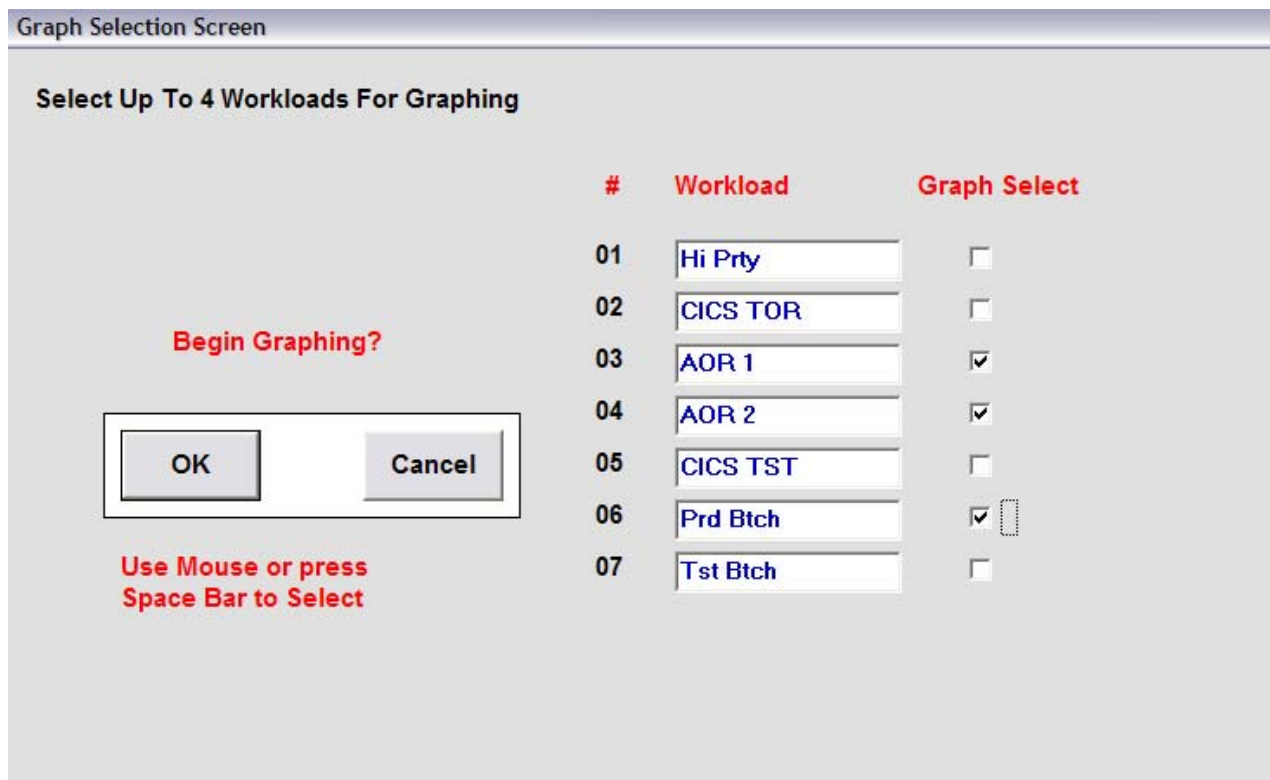 Graph Selection Screen
Select Up To 4 Workloads For Graphing
# Workload Graph Select
01 Hi Prty
02 CICS TOR
Begin Graphing?
03 AOR 1
04 AOR 2
OK Cancel
05 CICS TST
06 Prd Btch
Use Mouse or press
Space Bar to Select
07 Tst Btch